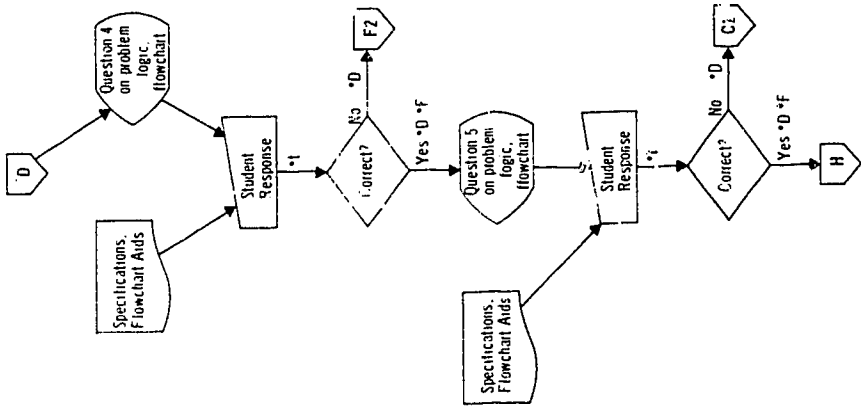 D
Question 4
on problem
logic,
flowchart
Specifications,
Flowchart Aids
Student
Response
Correct?
No *D
F2
Yes *D *F
Question 5
on problem
logic,
flowchart
Specifications,
Flowchart Aids
Student
Response
Correct?
No *D
Yes *D *F
H